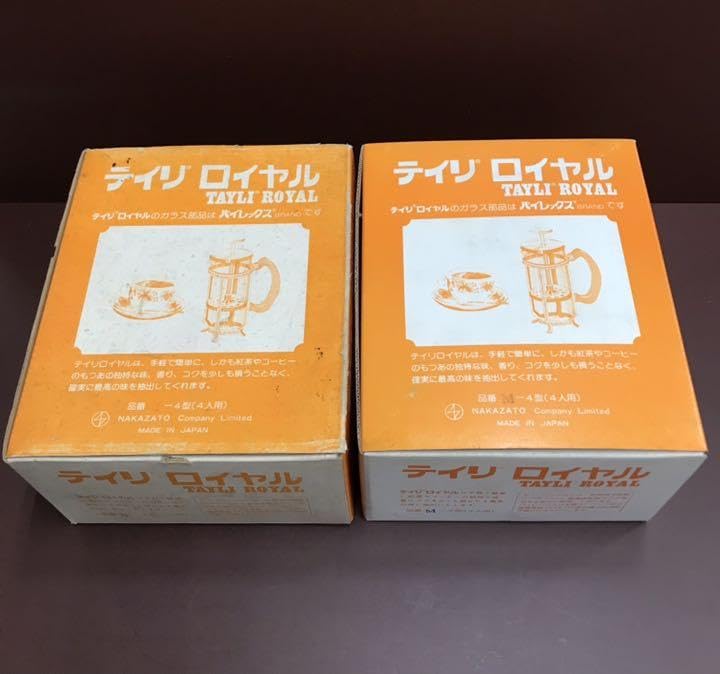 テイリ® ロイヤル
TAYLI® ROYAL
テイリ®ロイヤルのガラス部品はパイレックス® BRANDです
テイリロイヤルは、手軽で簡単に、しかも紅茶やコーヒー
のもつあの独特な味、香り、コクを少しも損うことなく、
確実に最高の味を抽出してくれます。
品番 ー4型(4人用)
NAKAZATO Company Limited
MADE IN JAPAN
テイリ ロイヤル
TAYLI ROYAL
テイリ® ロイヤル
TAYLI® ROYAL
テイリ®ロイヤルのガラス部品はパイレックス® BRANDです
テイリロイヤルは、手軽で簡単に、しかも紅茶やコーヒー
のもつあの独特な味、香り、コクを少しも損うことなく、
確実に最高の味を抽出してくれます。
品番 M-4型(4人用)
NAKAZATO Company Limited
MADE IN JAPAN
テイリ ロイヤル
TAYLI ROYAL
品番 M